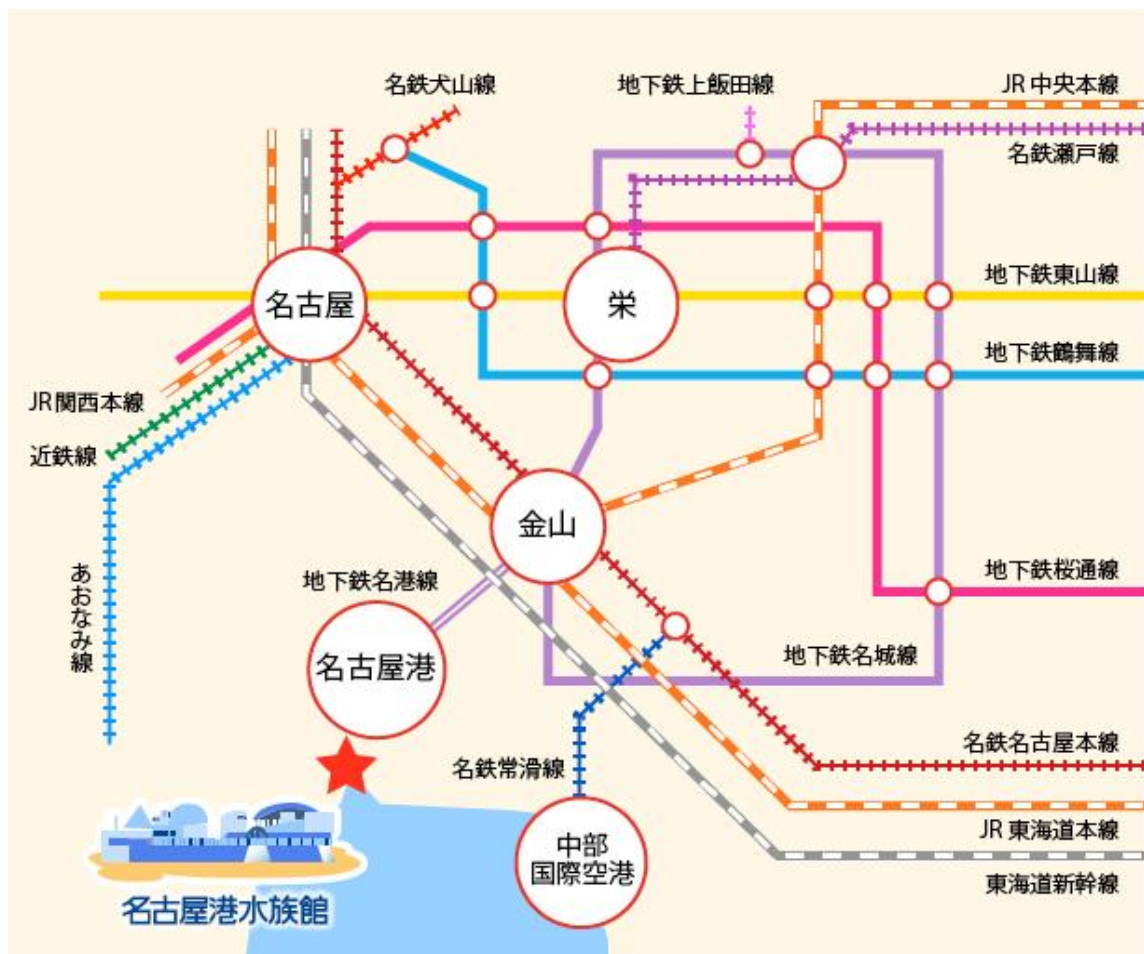 名鉄犬山線
地下鉄上飯田線
JR中央本線
名鉄瀬戸線
名古屋
栄
地下鉄東山線
地下鉄鶴舞線
JR関西本線
近鉄線
金山
あおなみ線
地下鉄名港線
地下鉄桜通線
名古屋港
地下鉄名城線
名鉄名古屋本線
名鉄常滑線
JR東海道本線
中部
国際空港
東海道新幹線
名古屋港水族館